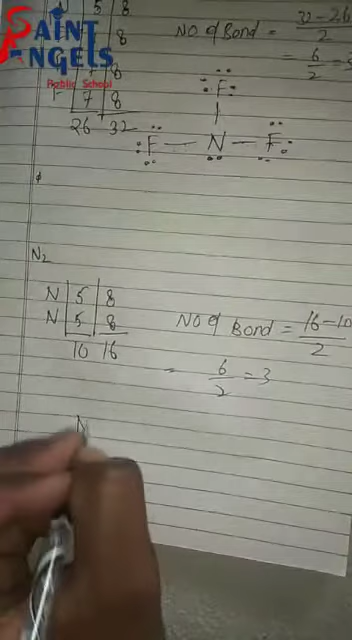 SAINT
ANGELS
Public School
5 8
8
8
F 7 8
26 32
NO of Bond = 32-26
2
= 6
2
:F — N — F:
F
N2
N 5 8
N 5 8
10 16
NO of Bond = 16-10
2
= 6 = 3
2